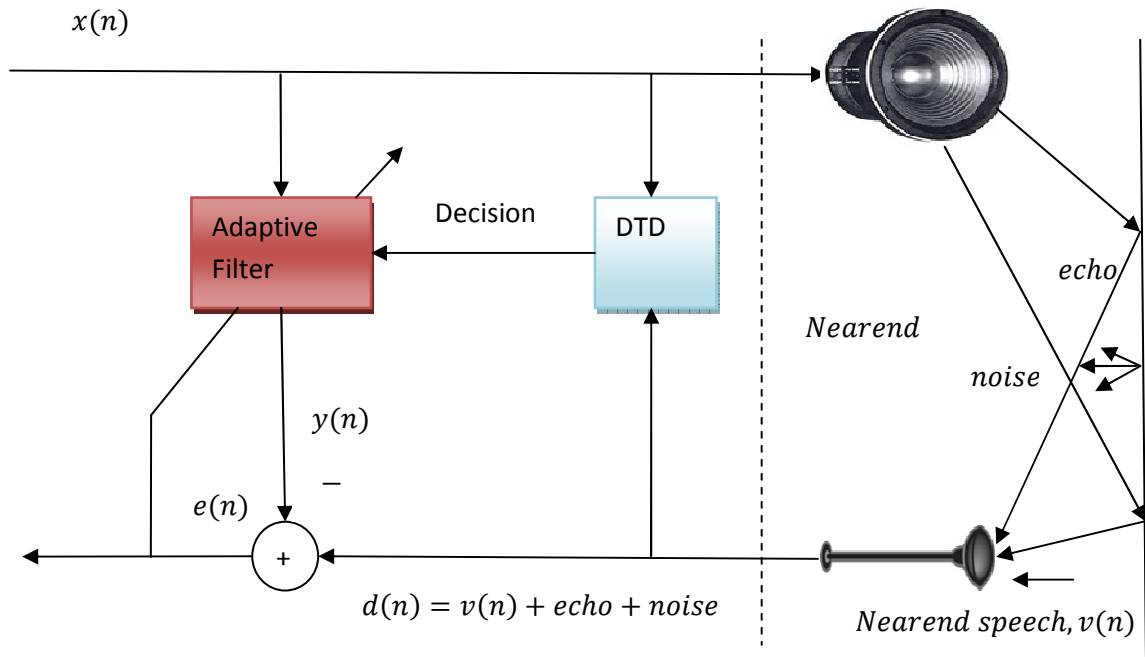 x(n)
Decision
Adaptive
Filter
DTD
echo
Nearend
noise
y(n)
−
e(n)
+
d(n) = v(n) + echo + noise
Nearend speech, v(n)